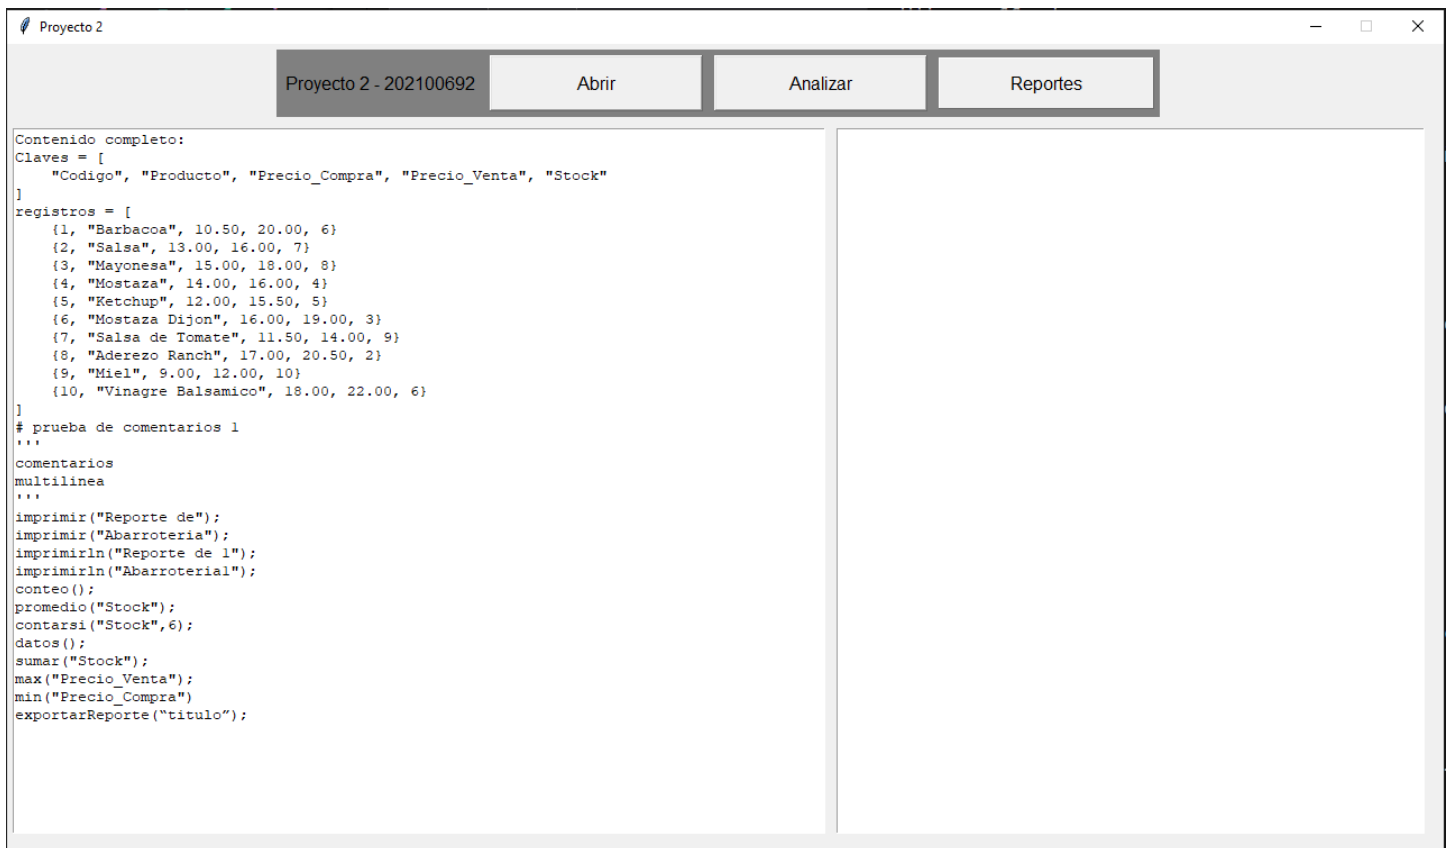 Proyecto 2
Proyecto 2 - 202100692 Abrir Analizar Reportes
Contenido completo:
Claves = [
    "Codigo", "Producto", "Precio_Compra", "Precio_Venta", "Stock"
]
registros = [
    {1, "Barbacoa", 10.50, 20.00, 6}
    {2, "Salsa", 13.00, 16.00, 7}
    {3, "Mayonesa", 15.00, 18.00, 8}
    {4, "Mostaza", 14.00, 16.00, 4}
    {5, "Ketchup", 12.00, 15.50, 5}
    {6, "Mostaza Dijon", 16.00, 19.00, 3}
    {7, "Salsa de Tomate", 11.50, 14.00, 9}
    {8, "Aderezo Ranch", 17.00, 20.50, 2}
    {9, "Miel", 9.00, 12.00, 10}
    {10, "Vinagre Balsamico", 18.00, 22.00, 6}
]
# prueba de comentarios 1
'''
comentarios
multilinea
'''
imprimir("Reporte de");
imprimir("Abarroteria");
imprimirln("Reporte de 1");
imprimirln("Abarroteria1");
conteo();
promedio("Stock");
contarsi("Stock",6);
datos();
sumar("Stock");
max("Precio_Venta");
min("Precio_Compra")
exportarReporte(“titulo”);